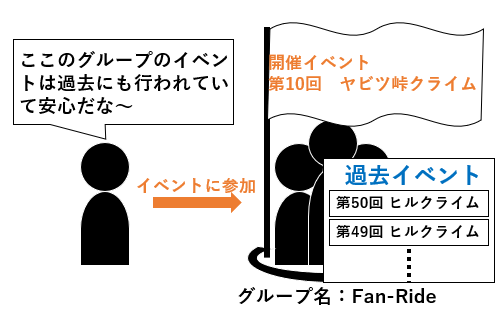 ここのグループのイベン
トは過去にも行われてい
て安心だな～
開催イベント
第10回　ヤビツ峠クライム
イベントに参加
過去イベント
第50回 ヒルクライム
第49回 ヒルクライム
グループ名：Fan-Ride